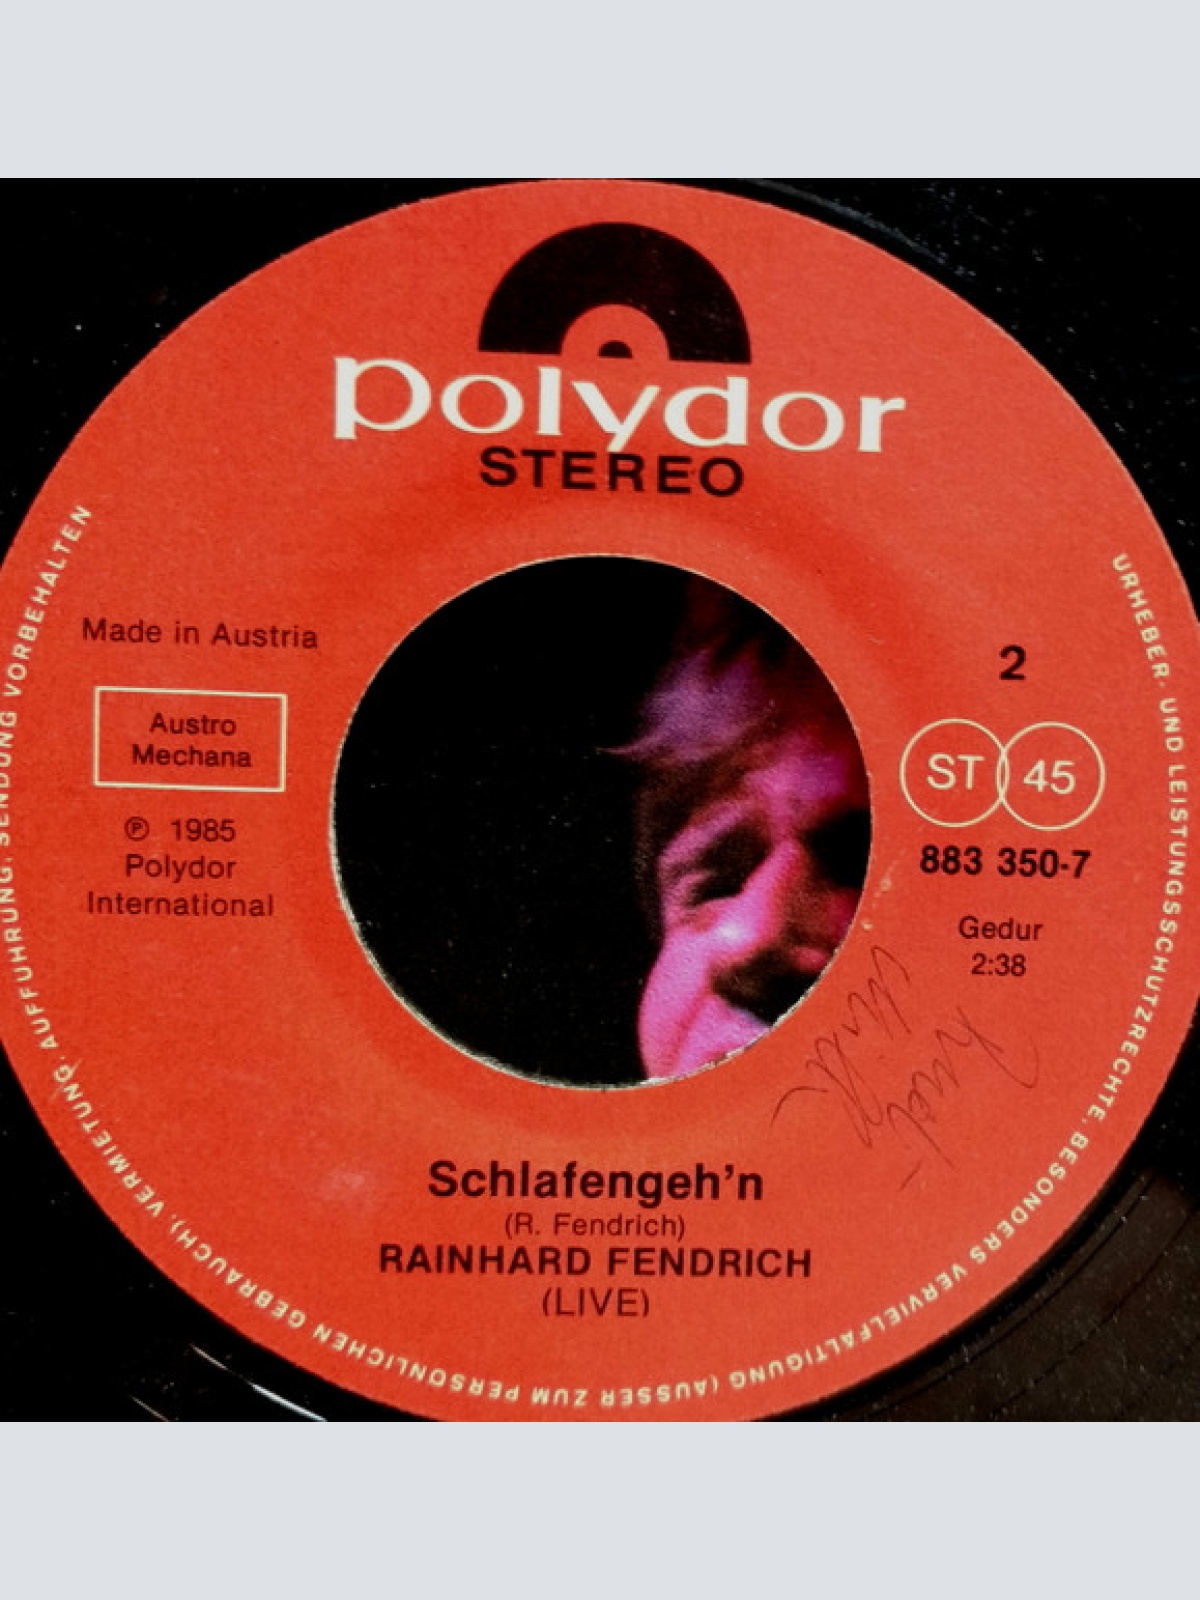 polydor
STEREO
Made in Austria
Austro
Mechana
℗ 1985
Polydor
International
2
ST 45
883 350-7
Gedur
2:38
Schlafengeh'n
(R. Fendrich)
RAINHARD FENDRICH
(LIVE)
URHEBER- UND LEISTUNGSSCHUTZRECHTE, BESONDERS VERVIELFÄLTIGUNG (AUSSER ZUM PERSÖNLICHEN GEBRAUCH), VERMIETUNG, AUFFÜHRUNG, SENDUNG VORBEHALTEN